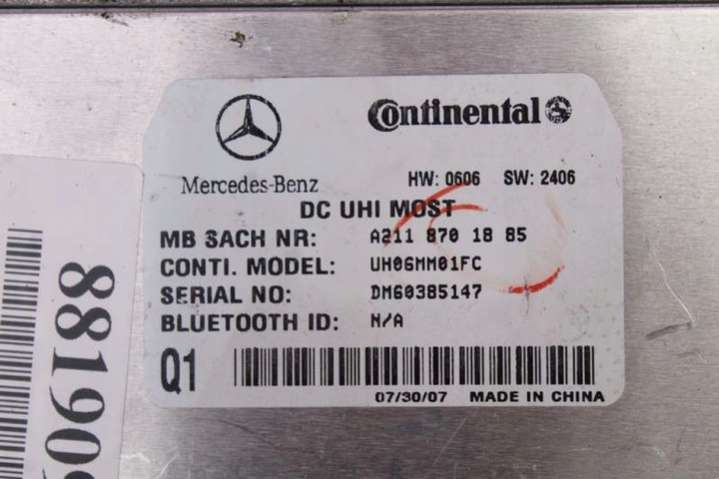 Continental
Mercedes-Benz
HW: 0606 SW: 2406
DC UHI MOST
MB SACH NR: A211 870 18 85
CONTI. MODEL: UH06MM01FC
SERIAL NO: DM60385147
BLUETOOTH ID: N/A
Q1
07/30/07 MADE IN CHINA
881909